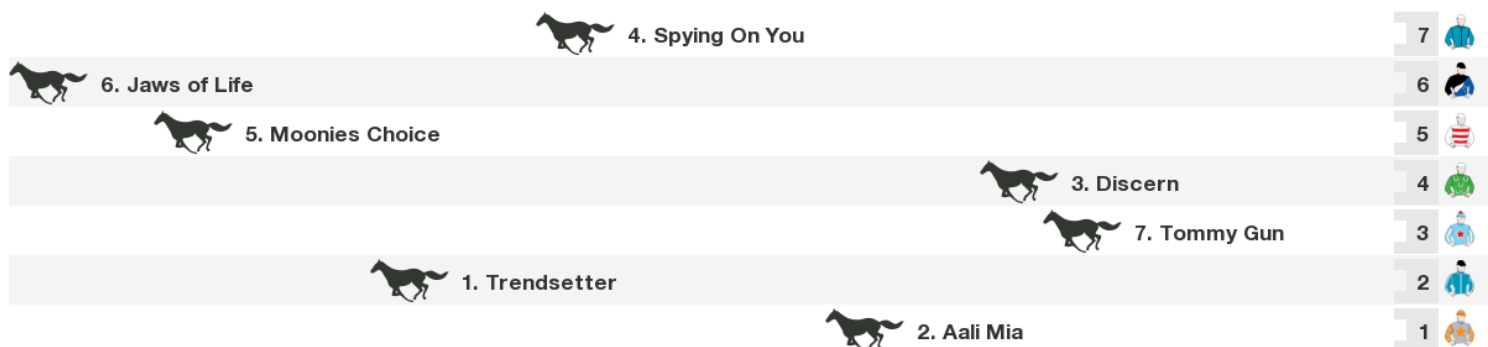 4. Spying On You 7
6. Jaws of Life 6
5. Moonies Choice 5
3. Discern 4
7. Tommy Gun 3
1. Trendsetter 2
2. Aali Mia 1